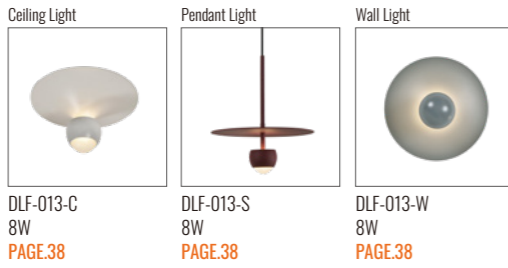 Ceiling Light
DLF-013-C
8W
PAGE.38
Pendant Light
DLF-013-S
8W
PAGE.38
Wall Light
DLF-013-W
8W
PAGE.38